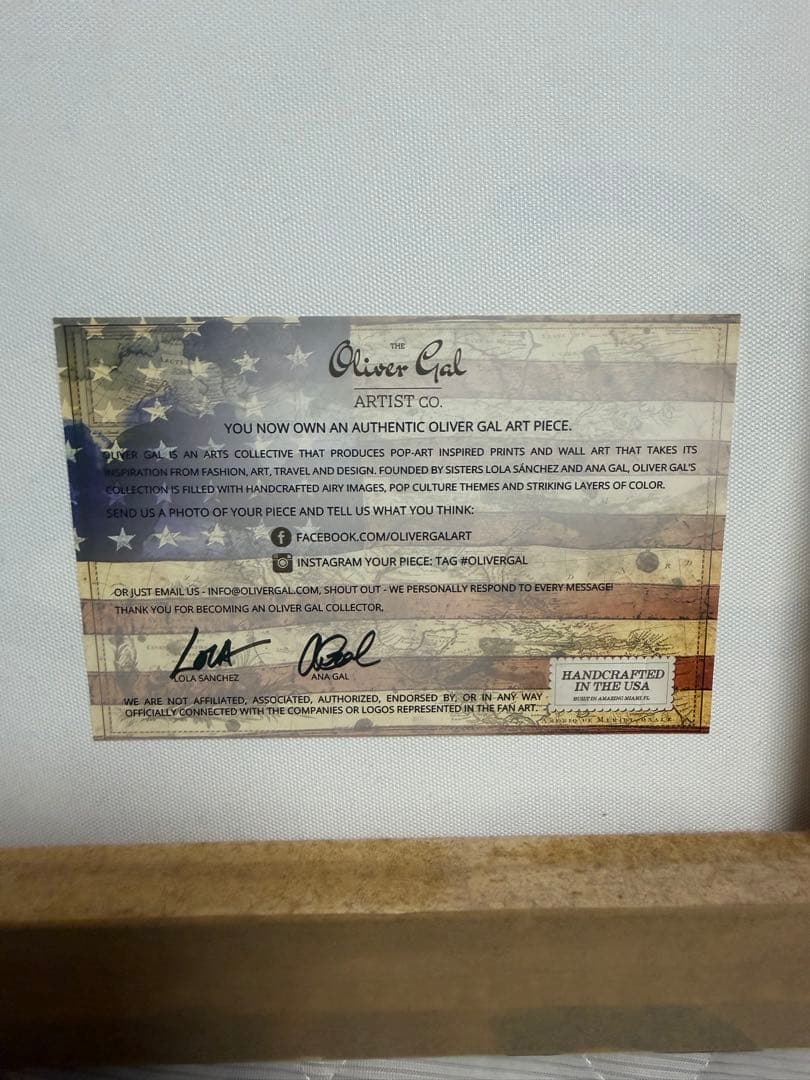 THE
Oliver Gal
ARTIST CO.
YOU NOW OWN AN AUTHENTIC OLIVER GAL ART PIECE.
OLIVER GAL IS AN ARTS COLLECTIVE THAT PRODUCES POP-ART INSPIRED PRINTS AND WALL ART THAT TAKES ITS
INSPIRATION FROM FASHION, ART, TRAVEL AND DESIGN. FOUNDED BY SISTERS LOLA SÁNCHEZ AND ANA GAL, OLIVER GAL'S
COLLECTION IS FILLED WITH HANDCRAFTED AIRY IMAGES, POP CULTURE THEMES AND STRIKING LAYERS OF COLOR.
SEND US A PHOTO OF YOUR PIECE AND TELL US WHAT YOU THINK:
FACEBOOK.COM/OLIVERGALART
INSTAGRAM YOUR PIECE: TAG #OLIVERGAL
OR JUST EMAIL US - INFO@OLIVERGAL.COM, SHOUT OUT - WE PERSONALLY RESPOND TO EVERY MESSAGE!
THANK YOU FOR BECOMING AN OLIVER GAL COLLECTOR,
LOLA
LOLA SANCHEZ
ANA GAL
HANDCRAFTED
IN THE USA
BUILT IN AMAZING MIAMI, FL
WE ARE NOT AFFILIATED, ASSOCIATED, AUTHORIZED, ENDORSED BY, OR IN ANY WAY
OFFICIALLY CONNECTED WITH THE COMPANIES OR LOGOS REPRESENTED IN THE FAN ART.